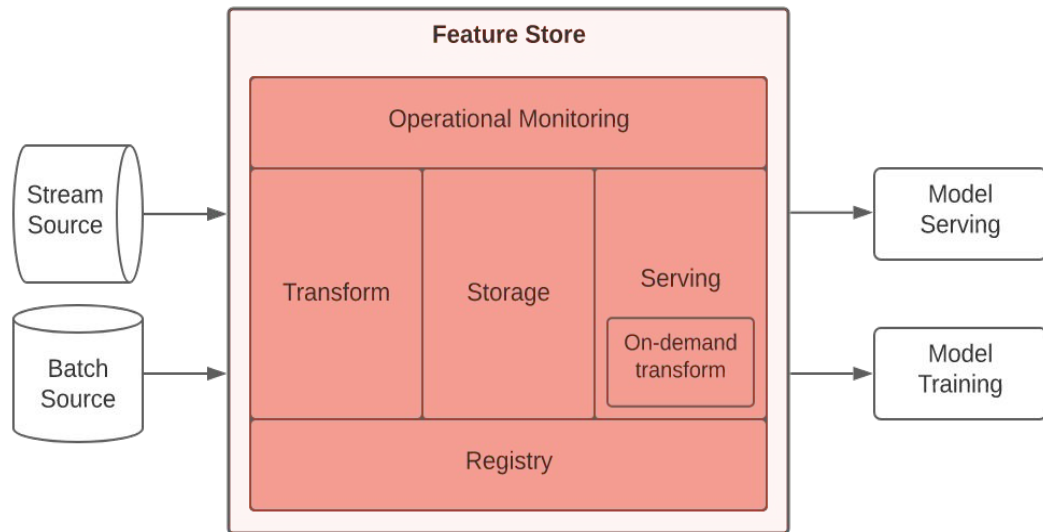 Feature Store
Operational Monitoring
Stream
Source
Batch
Source
Transform
Storage
Serving
On-demand
transform
Registry
Model
Serving
Model
Training